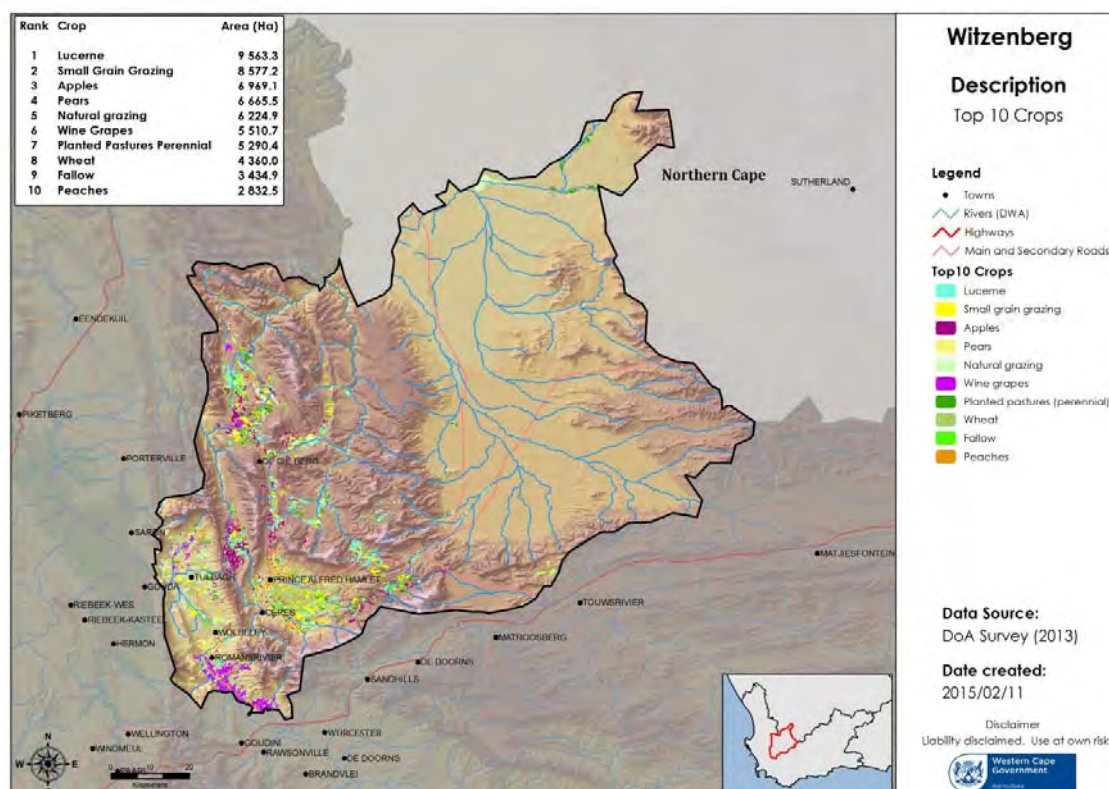 Rank Crop Area (Ha)
1 Lucerne 9 563.3
2 Small Grain Grazing 8 577.2
3 Apples 6 969.1
4 Pears 6 665.5
5 Natural grazing 6 224.9
6 Wine Grapes 5 510.7
7 Planted Pastures Perennial 5 290.4
8 Wheat 4 360.0
9 Fallow 3 434.9
10 Peaches 2 832.5
Northern Cape
SUTHERLAND
EENDEKUIL
PIKETBERG
PORTERVILLE
OP DIE BERG
SARON
MATJIESFONTEIN
TULBAGH
PRINCE ALFRED HAMLET
GOUDA
RIEBEEK-WES
TOUWSRIVIER
RIEBEEK-KASTEEL
CERES
WOLSELEY
MATROOSBERG
HERMON
ROMANSRIVIER
DE DOORNS
SANDHILLS
WELLINGTON
WORCESTER
WINDMEUL
GOUDINI
RAWSONVILLE
DE DOORNS
PAARL
BRANDVLEI
N
W E
S
0 10 20
Kilometers
Witzenberg
Description
Top 10 Crops
Legend
Towns
Rivers (DWA)
Highways
Main and Secondary Roads
Top10 Crops
Lucerne
Small grain grazing
Apples
Pears
Natural grazing
Wine grapes
Planted pastures (perennial)
Wheat
Fallow
Peaches
Data Source:
DoA Survey (2013)
Date created:
2015/02/11
Disclaimer
Liability disclaimed. Use at own risk
Western Cape
Government
Agriculture